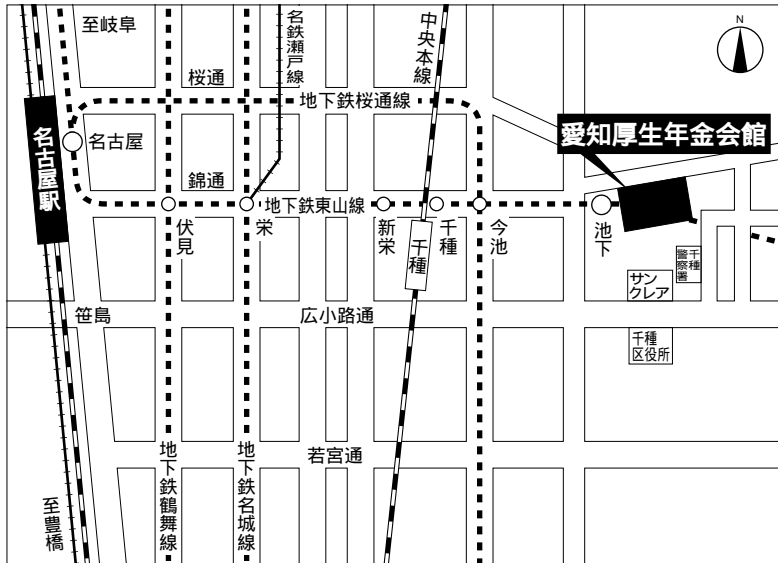 至岐阜
名鉄瀬戸線
中央本線
N
桜通
地下鉄桜通線
愛知厚生年金会館
名古屋駅
名古屋
錦通
地下鉄東山線
伏見
栄
新栄
千種
千種
今池
池下
千種
警察署
サン
クレア
笹島
広小路通
千種
区役所
若宮通
地下鉄鶴舞線
地下鉄名城線
至豊橋